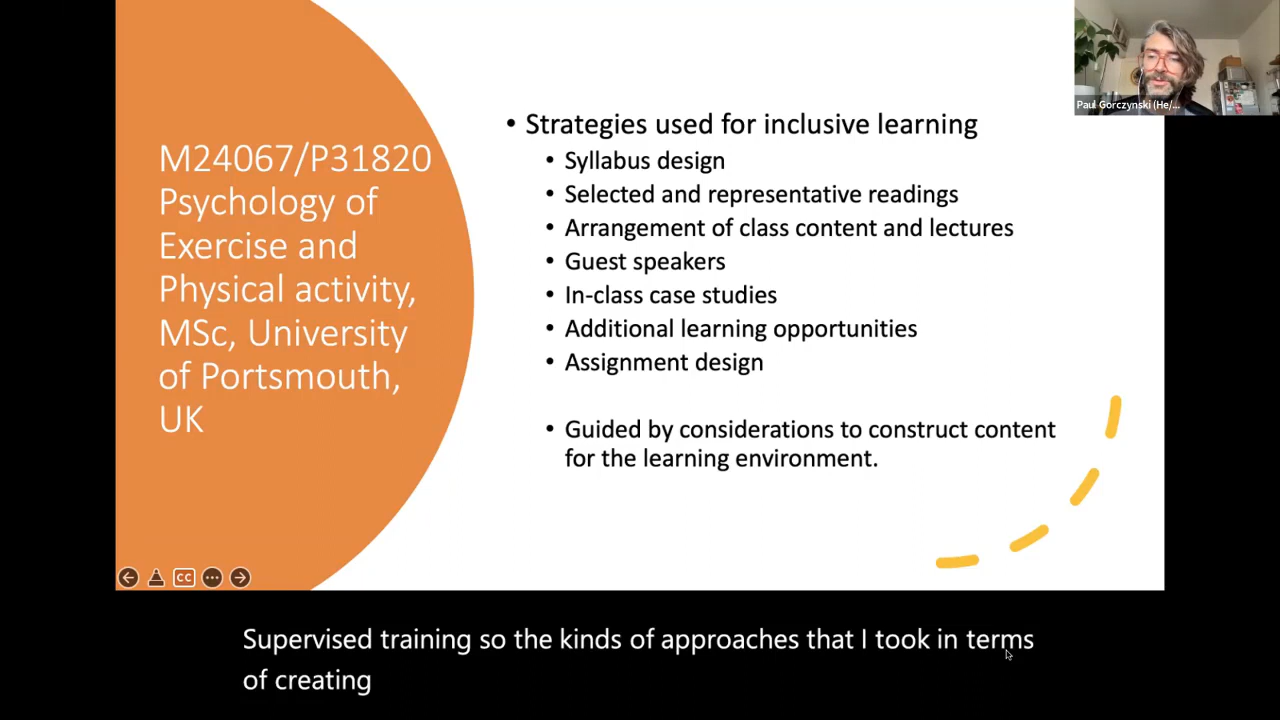 M24067/P31820
Psychology of
Exercise and
Physical activity,
MSc, University
of Portsmouth,
UK
• Strategies used for inclusive learning
• Syllabus design
• Selected and representative readings
• Arrangement of class content and lectures
• Guest speakers
• In-class case studies
• Additional learning opportunities
• Assignment design
• Guided by considerations to construct content
for the learning environment.
Paul Gorczynski (He/...
CC
Supervised training so the kinds of approaches that I took in terms
of creating